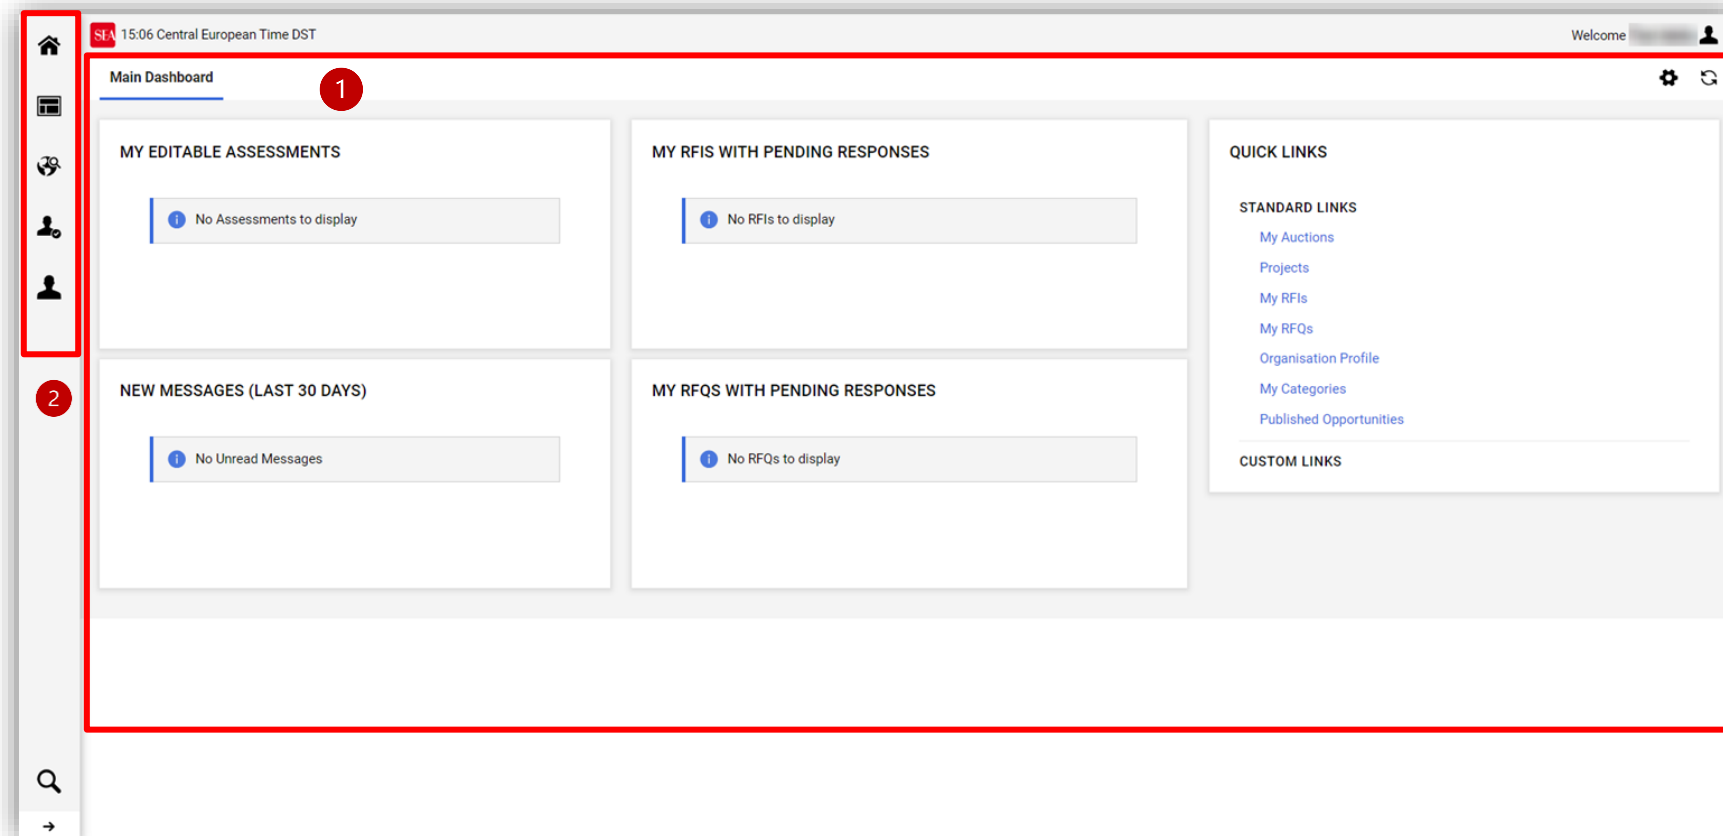 SEA 15:06 Central European Time DST
Welcome
Main Dashboard
1
MY EDITABLE ASSESSMENTS
No Assessments to display
MY RFIS WITH PENDING RESPONSES
No RFIs to display
QUICK LINKS
STANDARD LINKS
My Auctions
Projects
My RFIs
My RFQs
Organisation Profile
My Categories
Published Opportunities
CUSTOM LINKS
2
NEW MESSAGES (LAST 30 DAYS)
No Unread Messages
MY RFQS WITH PENDING RESPONSES
No RFQs to display